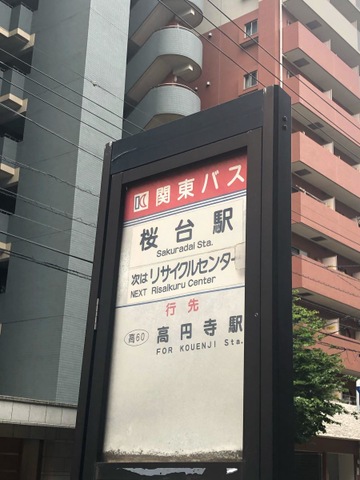 K 関東バス
桜台駅
Sakuradai Sta.
次は リサイクルセンター
NEXT Risaikuru Center
行先
高60 高円寺駅
FOR KOUENJI Sta.